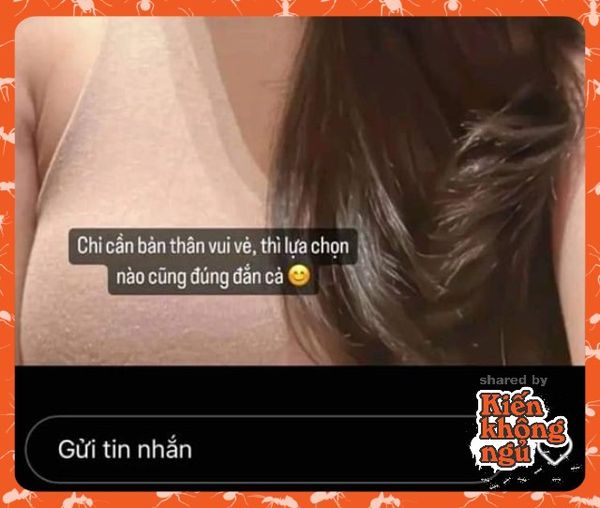 Chỉ cần bản thân vui vẻ, thì lựa chọn
nào cũng đúng đắn cả 😊
shared by
Kiến
không
ngủ
Gửi tin nhắn